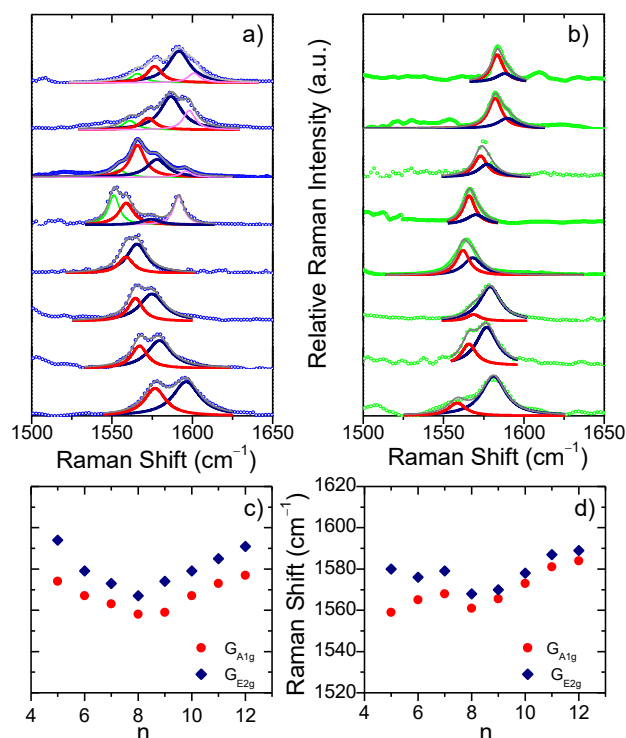 a)
b)
Relative Raman Intensity (a.u.)
1500 1550 1600 1650
1500 1550 1600 1650
Raman Shift (cm⁻¹)
Raman Shift (cm⁻¹)
c)
d)
Raman Shift (cm⁻¹)
1620
1600
1580
1560
1540
1520
G_A1g
G_E2g
G_A1g
G_E2g
4 6 8 10 12
4 6 8 10 12
n
n